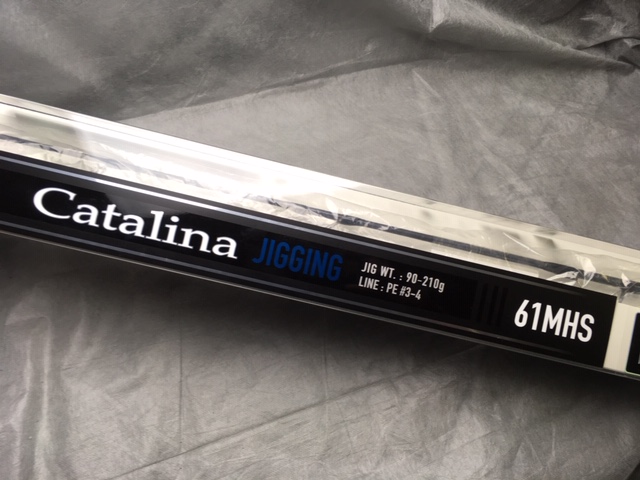 Catalina JIGGING
JIG WT. : 90-210g
LINE : PE #3-4
61MHS